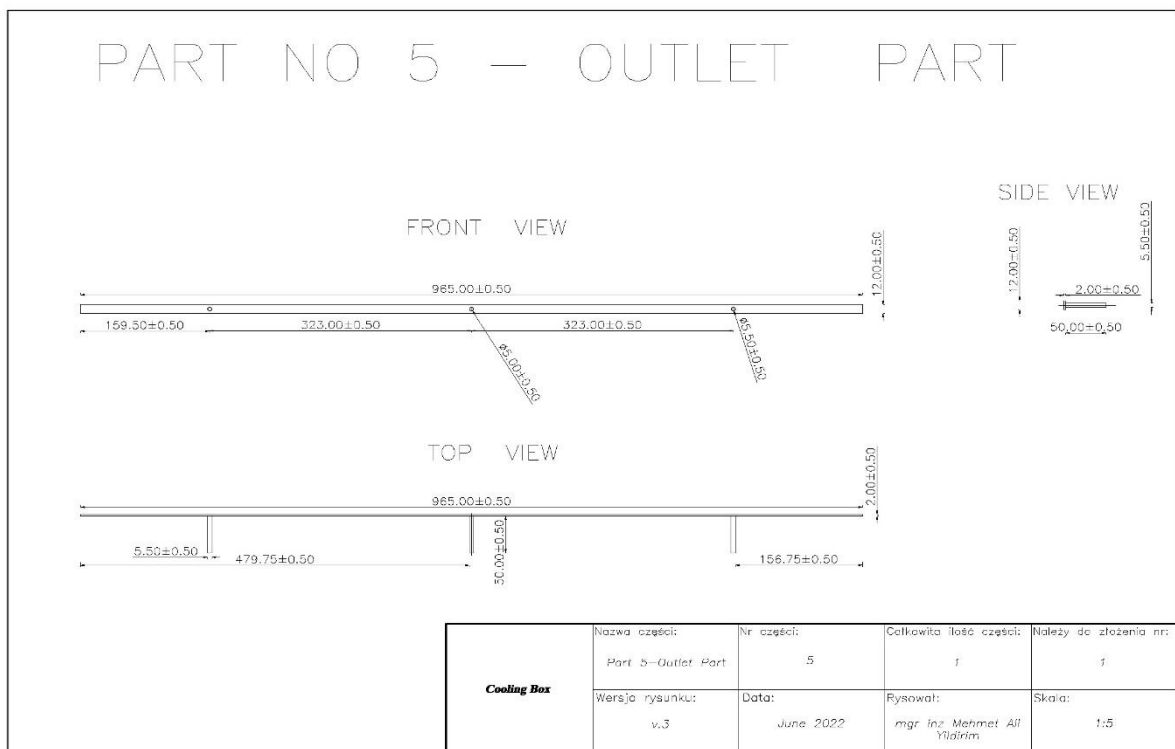 PART NO 5 – OUTLET PART
SIDE VIEW
FRONT VIEW
965.00±0.50
12.00±0.50
159.50±0.50
323.00±0.50
323.00±0.50
ø5.00±0.50
ø5.50±0.50
12.00±0.50
5.50±0.50
2.00±0.50
50.00±0.50
TOP VIEW
965.00±0.50
2.00±0.50
5.50±0.50
479.75±0.50
50.00±0.50
156.75±0.50
Cooling Box
Nazwa części:
Part 5-Outlet Part
Nr części:
5
Całkowita ilość części:
1
Należy do złożenia nr:
1
Wersja rysunku:
v.3
Data:
June 2022
Rysował:
mgr inz Mehmet Ali
Yildirim
Skala:
1:5